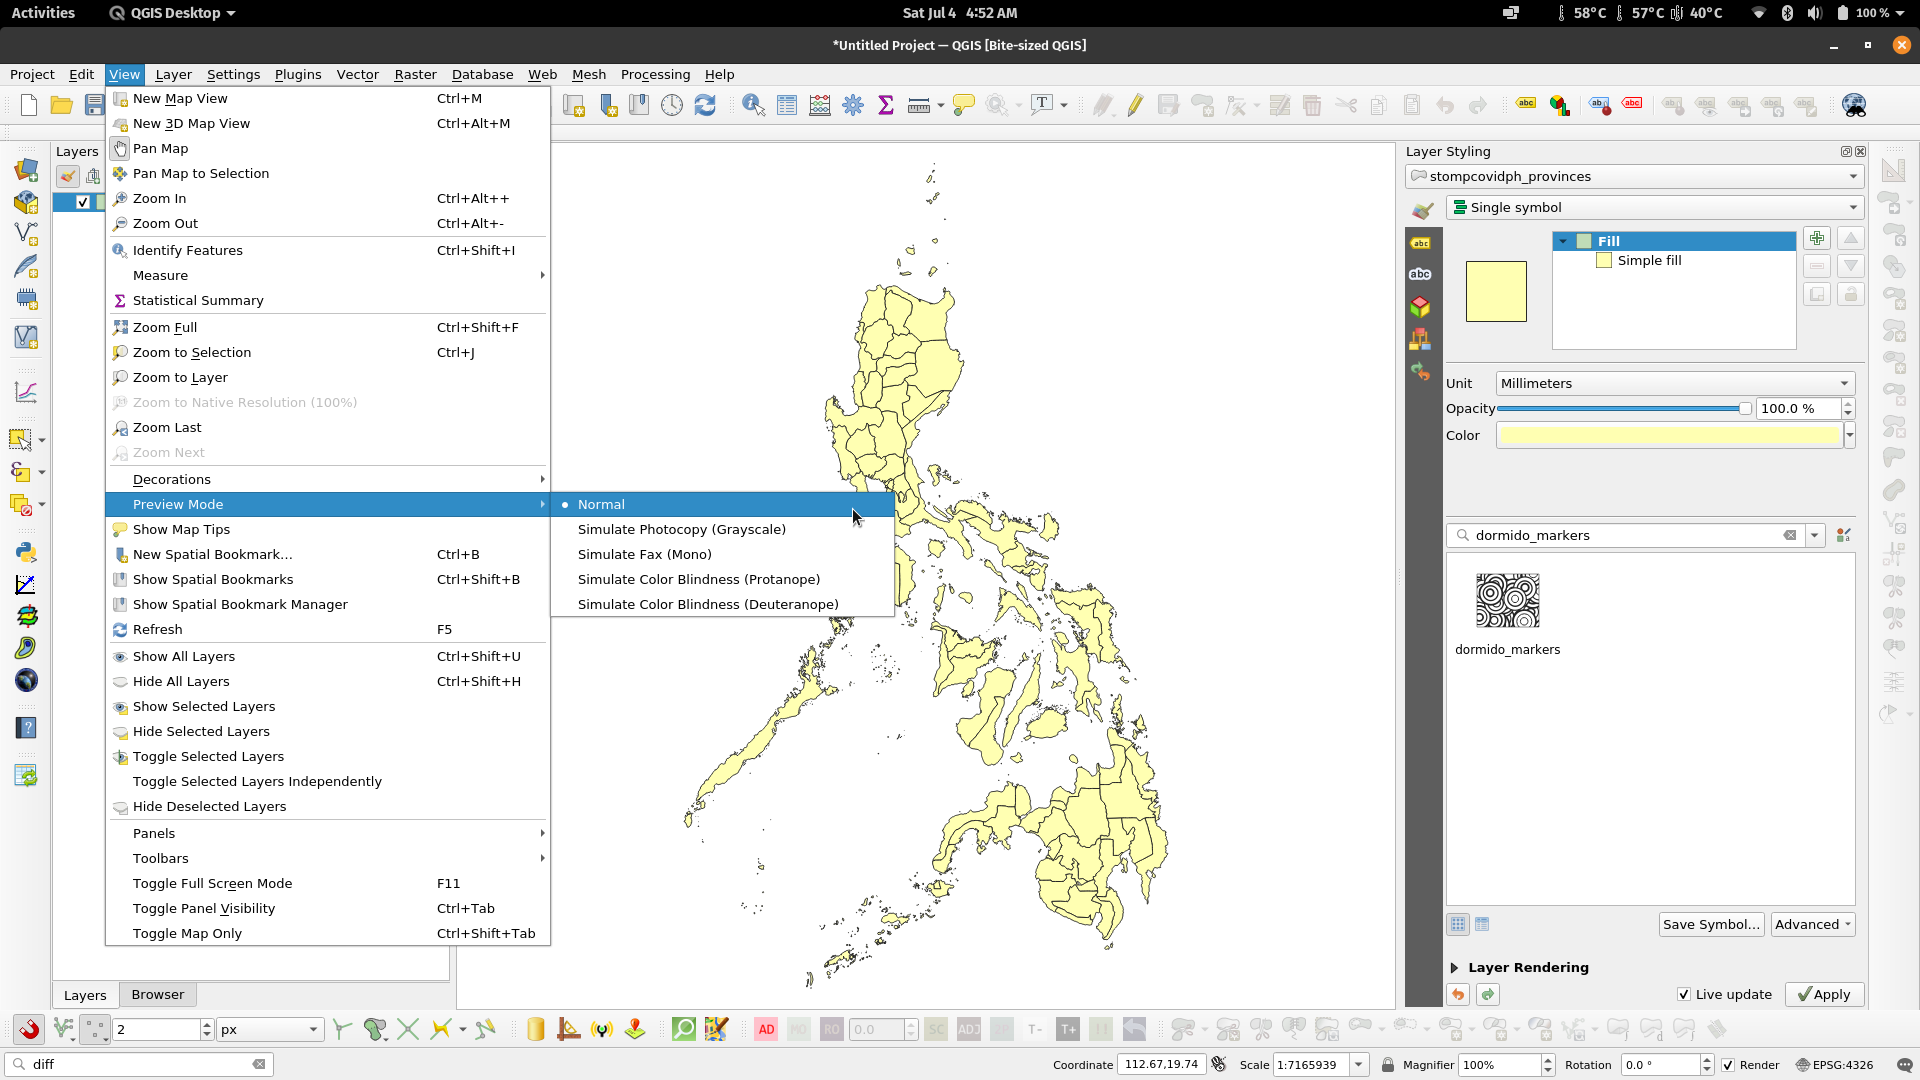 Activities
QGIS Desktop
Sat Jul 4 4:52 AM
58°C
57°C
40°C
100 %
*Untitled Project — QGIS [Bite-sized QGIS]
Project Edit View Layer Settings Plugins Vector Raster Database Web Mesh Processing Help
Layers
New Map View Ctrl+M
New 3D Map View Ctrl+Alt+M
Pan Map
Pan Map to Selection
Zoom In Ctrl+Alt++
Zoom Out Ctrl+Alt+-
Identify Features Ctrl+Shift+I
Measure
Statistical Summary
Zoom Full Ctrl+Shift+F
Zoom to Selection Ctrl+J
Zoom to Layer
Zoom to Native Resolution (100%)
Zoom Last
Zoom Next
Decorations
Preview Mode
Show Map Tips
New Spatial Bookmark... Ctrl+B
Show Spatial Bookmarks Ctrl+Shift+B
Show Spatial Bookmark Manager
Refresh F5
Show All Layers Ctrl+Shift+U
Hide All Layers Ctrl+Shift+H
Show Selected Layers
Hide Selected Layers
Toggle Selected Layers
Toggle Selected Layers Independently
Hide Deselected Layers
Panels
Toolbars
Toggle Full Screen Mode F11
Toggle Panel Visibility Ctrl+Tab
Toggle Map Only Ctrl+Shift+Tab
Normal
Simulate Photocopy (Grayscale)
Simulate Fax (Mono)
Simulate Color Blindness (Protanope)
Simulate Color Blindness (Deuteranope)
Layer Styling
stompcovidph_provinces
Single symbol
Fill
Simple fill
abc
abc
Unit Millimeters
Opacity 100.0 %
Color
dormido_markers
dormido_markers
Save Symbol...
Advanced
Layer Rendering
Live update
Apply
Layers
Browser
2
px
AD MO RO 0.0 SC ADJ T- T+
diff
Coordinate 112.67,19.74
Scale 1:7165939
Magnifier 100%
Rotation 0.0 °
Render
EPSG:4326